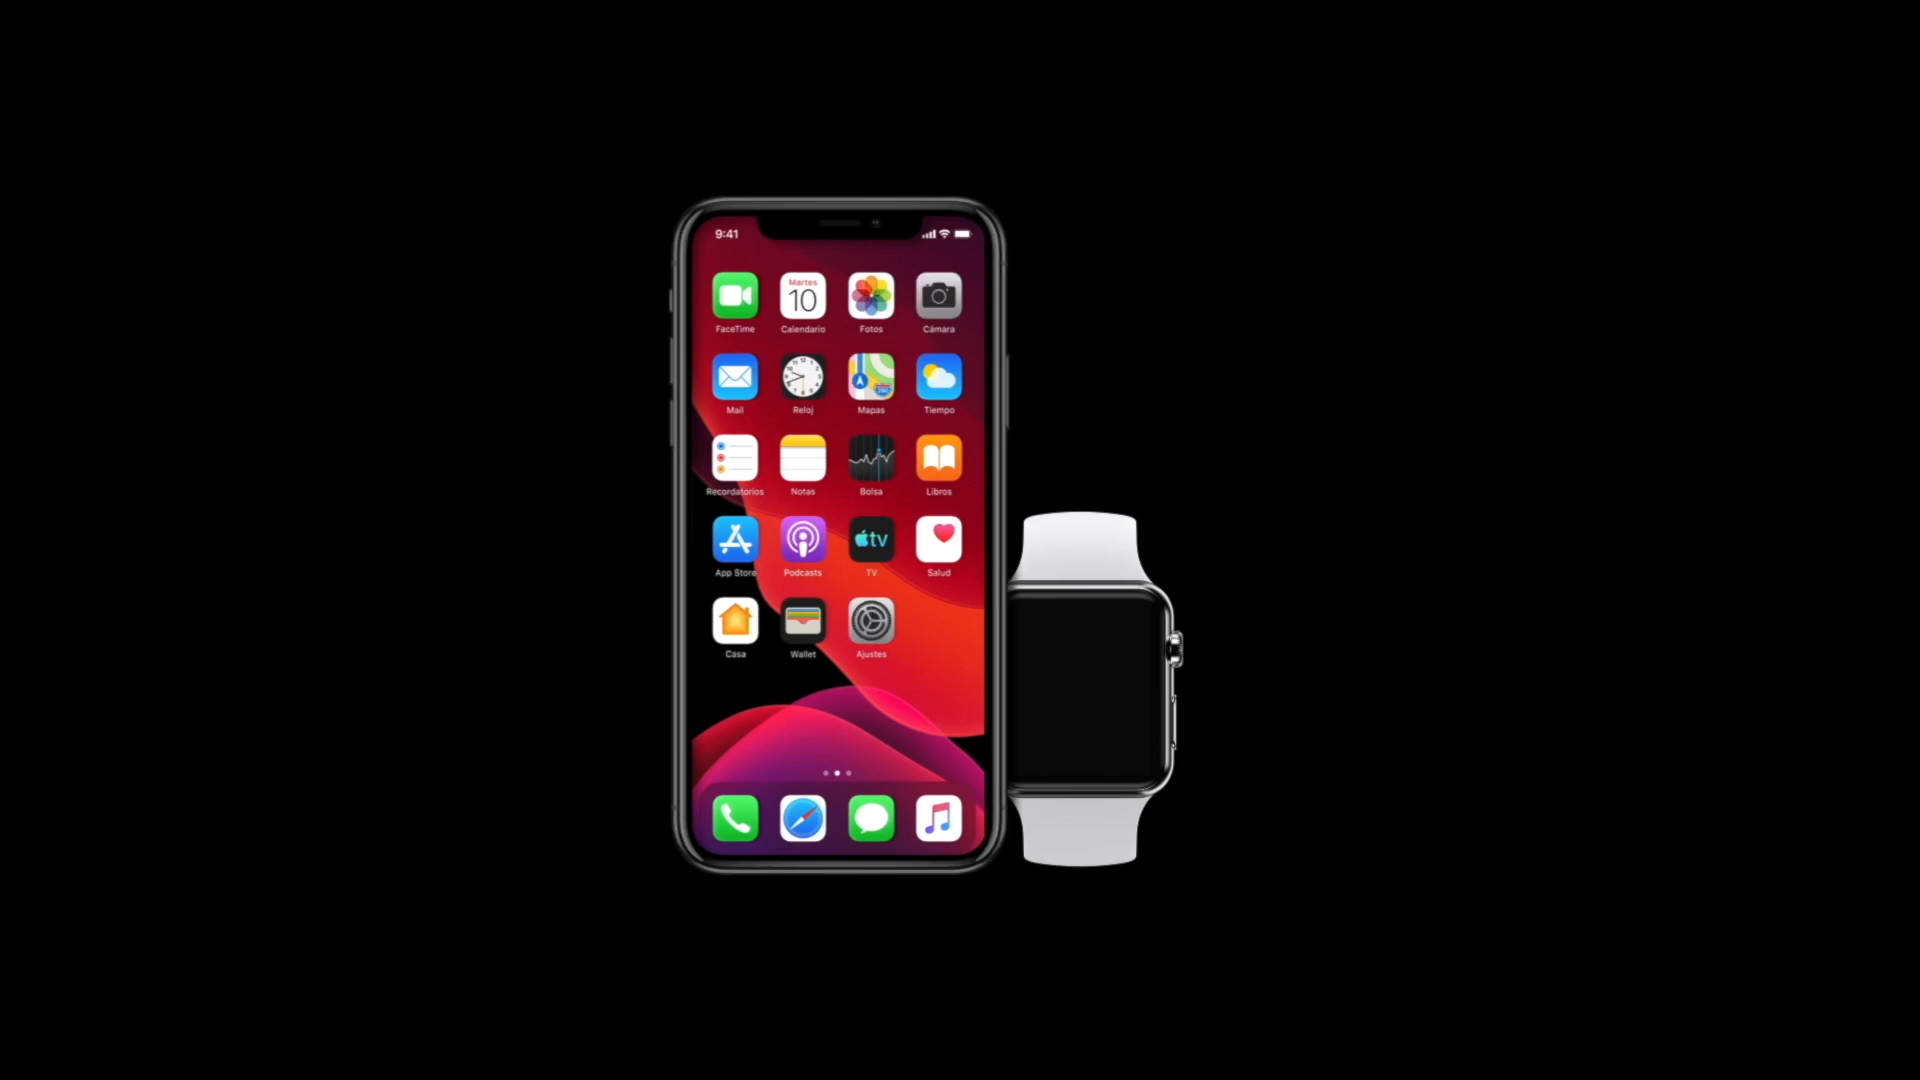 9:41
Martes
10
FaceTime
Calendario
Fotos
Cámara
Mail
Reloj
Mapas
Tiempo
Recordatorios
Notas
Bolsa
Libros
tv
App Store
Podcasts
TV
Salud
Casa
Wallet
Ajustes